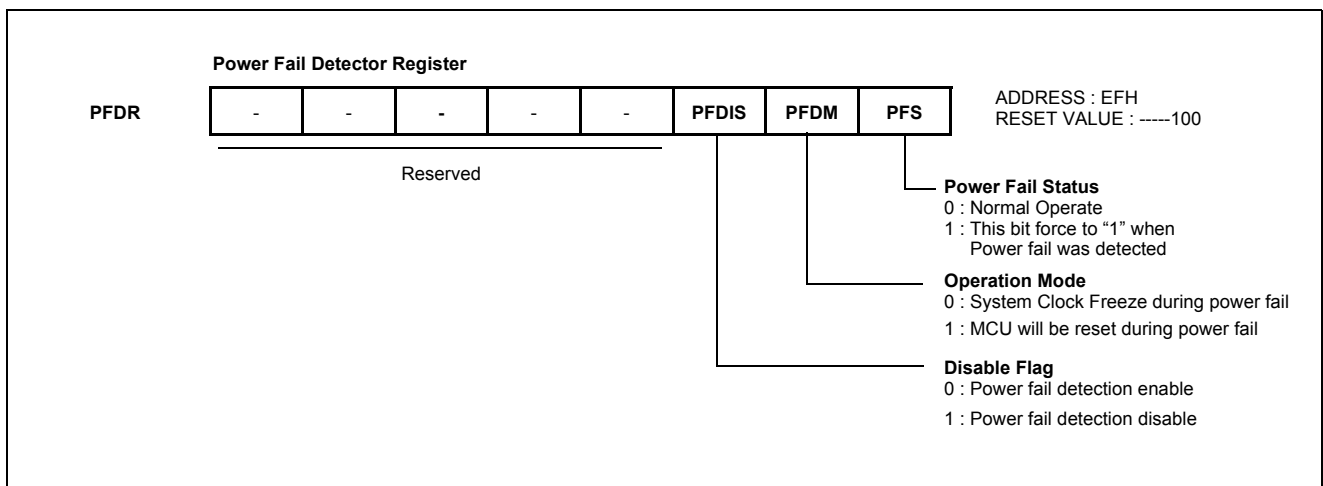 Power Fail Detector Register
PFDR - - - - - PFDIS PFDM PFS
ADDRESS : EFH
RESET VALUE : -----100
Reserved
Power Fail Status
0 : Normal Operate
1 : This bit force to “1” when
Power fail was detected
Operation Mode
0 : System Clock Freeze during power fail
1 : MCU will be reset during power fail
Disable Flag
0 : Power fail detection enable
1 : Power fail detection disable